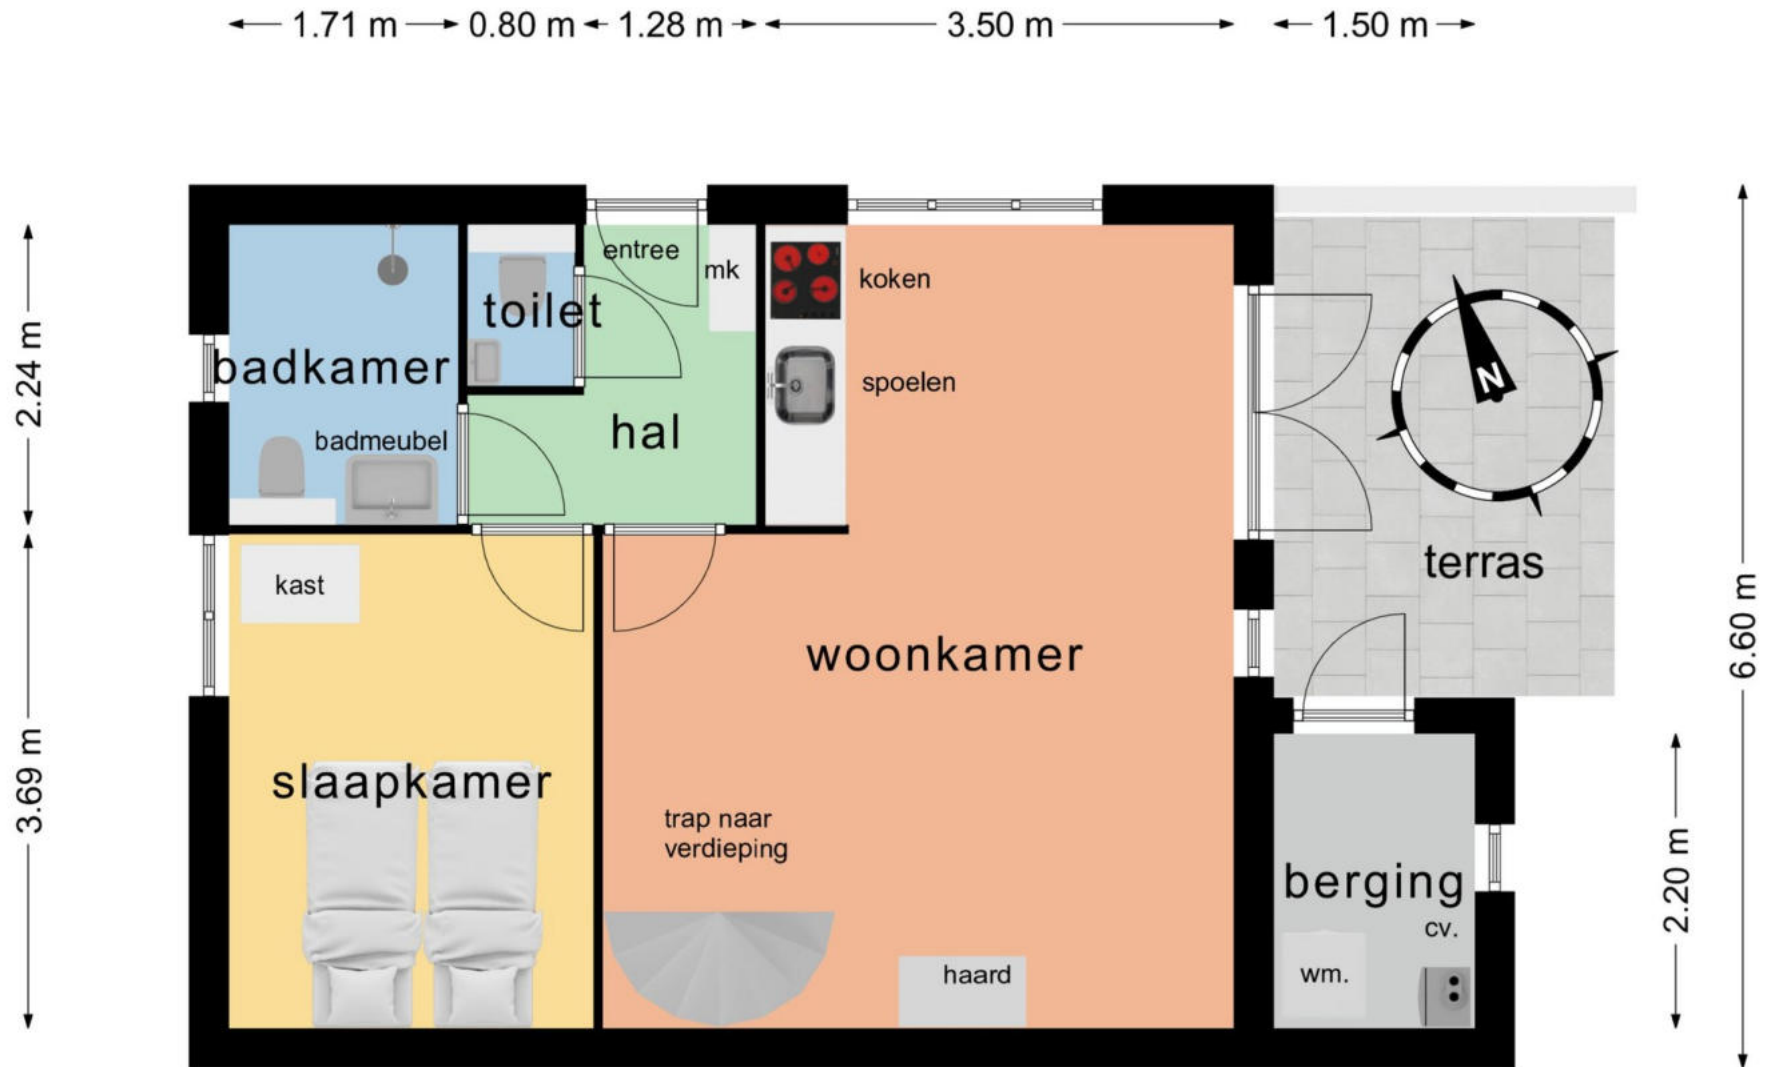 1.71 m
0.80 m
1.28 m
3.50 m
1.50 m
entree
mk
koken
toilet
spoelen
badkamer
badmeubel
hal
N
terras
kast
woonkamer
slaapkamer
trap naar
verdieping
berging
cv.
haard
wm.
2.24 m
3.69 m
6.60 m
2.20 m